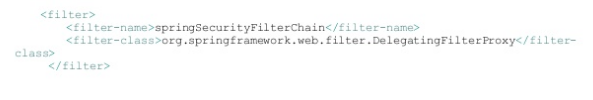 <filter>
<filter-name>springSecurityFilterChain</filter-name>
<filter-class>org.springframework.web.filter.DelegatingFilterProxy</filter-
class>
</filter>